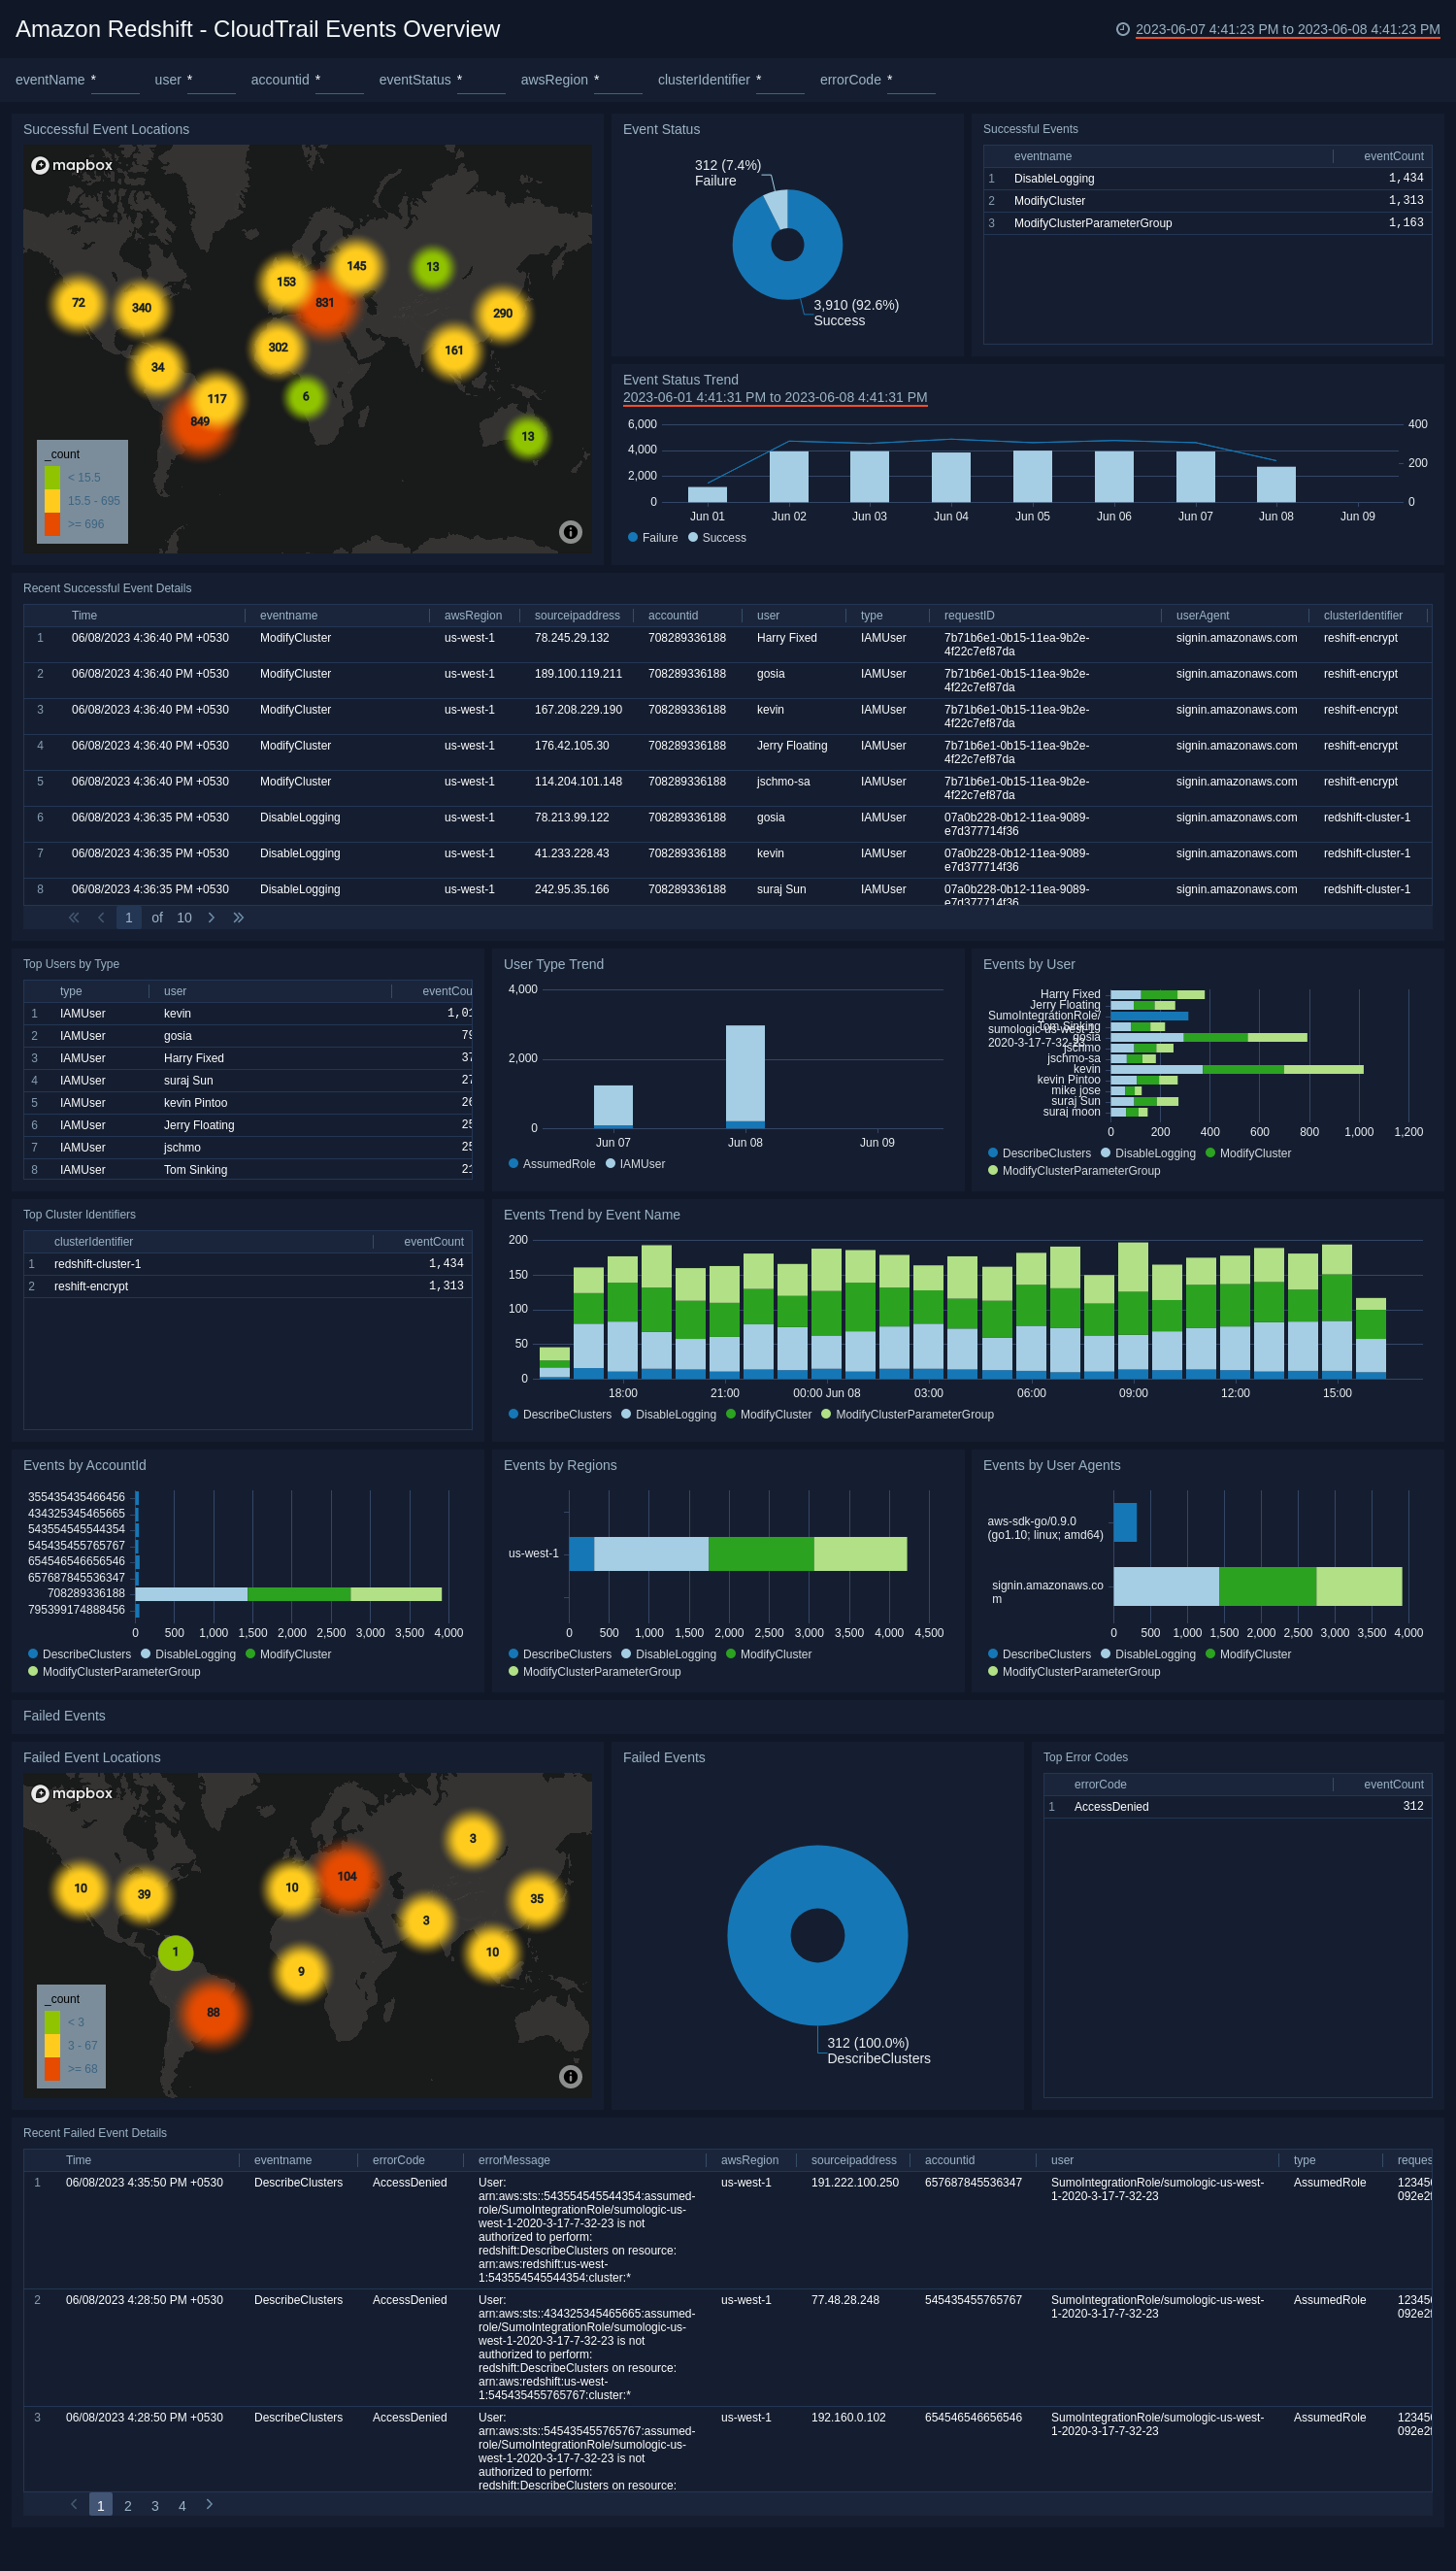 Amazon Redshift - CloudTrail Events Overview
2023-06-07 4:41:23 PM to 2023-06-08 4:41:23 PM
eventName * user * accountid * eventStatus * awsRegion * clusterIdentifier * errorCode *
Successful Event Locations
mapbox
72
340
34
117
849
153
145
831
302
6
13
290
161
13
_count
< 15.5
15.5 - 695
>= 696
Event Status
312 (7.4%)
Failure
3,910 (92.6%)
Success
Successful Events
eventname eventCount
1 DisableLogging 1,434
2 ModifyCluster 1,313
3 ModifyClusterParameterGroup 1,163
Event Status Trend
2023-06-01 4:41:31 PM to 2023-06-08 4:41:31 PM
6,000 400
4,000
200
2,000
0 0
Jun 01 Jun 02 Jun 03 Jun 04 Jun 05 Jun 06 Jun 07 Jun 08 Jun 09
Failure Success
Recent Successful Event Details
Time eventname awsRegion sourceipaddress accountid user type requestID userAgent clusterIdentifier
1 06/08/2023 4:36:40 PM +0530 ModifyCluster us-west-1 78.245.29.132 708289336188 Harry Fixed IAMUser 7b71b6e1-0b15-11ea-9b2e- signin.amazonaws.com reshift-encrypt
4f22c7ef87da
2 06/08/2023 4:36:40 PM +0530 ModifyCluster us-west-1 189.100.119.211 708289336188 gosia IAMUser 7b71b6e1-0b15-11ea-9b2e- signin.amazonaws.com reshift-encrypt
4f22c7ef87da
3 06/08/2023 4:36:40 PM +0530 ModifyCluster us-west-1 167.208.229.190 708289336188 kevin IAMUser 7b71b6e1-0b15-11ea-9b2e- signin.amazonaws.com reshift-encrypt
4f22c7ef87da
4 06/08/2023 4:36:40 PM +0530 ModifyCluster us-west-1 176.42.105.30 708289336188 Jerry Floating IAMUser 7b71b6e1-0b15-11ea-9b2e- signin.amazonaws.com reshift-encrypt
4f22c7ef87da
5 06/08/2023 4:36:40 PM +0530 ModifyCluster us-west-1 114.204.101.148 708289336188 jschmo-sa IAMUser 7b71b6e1-0b15-11ea-9b2e- signin.amazonaws.com reshift-encrypt
4f22c7ef87da
6 06/08/2023 4:36:35 PM +0530 DisableLogging us-west-1 78.213.99.122 708289336188 gosia IAMUser 07a0b228-0b12-11ea-9089- signin.amazonaws.com redshift-cluster-1
e7d377714f36
7 06/08/2023 4:36:35 PM +0530 DisableLogging us-west-1 41.233.228.43 708289336188 kevin IAMUser 07a0b228-0b12-11ea-9089- signin.amazonaws.com redshift-cluster-1
e7d377714f36
8 06/08/2023 4:36:35 PM +0530 DisableLogging us-west-1 242.95.35.166 708289336188 suraj Sun IAMUser 07a0b228-0b12-11ea-9089- signin.amazonaws.com redshift-cluster-1
e7d377714f36
1 of 10
Top Users by Type
type user eventCou
1 IAMUser kevin 1,01
2 IAMUser gosia 79
3 IAMUser Harry Fixed 37
4 IAMUser suraj Sun 27
5 IAMUser kevin Pintoo 26
6 IAMUser Jerry Floating 25
7 IAMUser jschmo 25
8 IAMUser Tom Sinking 21
User Type Trend
4,000
2,000
0
Jun 07 Jun 08 Jun 09
AssumedRole IAMUser
Events by User
Harry Fixed
Jerry Floating
SumoIntegrationRole/
sumologic-us-west-1-
2020-3-17-7-32-23
Tom Sinking
gosia
jschmo
jschmo-sa
kevin
kevin Pintoo
mike jose
suraj Sun
suraj moon
0 200 400 600 800 1,000 1,200
DescribeClusters DisableLogging ModifyCluster
ModifyClusterParameterGroup
Top Cluster Identifiers
clusterIdentifier eventCount
1 redshift-cluster-1 1,434
2 reshift-encrypt 1,313
Events Trend by Event Name
200
150
100
50
0
18:00 21:00 00:00 Jun 08 03:00 06:00 09:00 12:00 15:00
DescribeClusters DisableLogging ModifyCluster ModifyClusterParameterGroup
Events by AccountId
355435435466456
434325345465665
543554545544354
545435455765767
654546546656546
657687845536347
708289336188
795399174888456
0 500 1,000 1,500 2,000 2,500 3,000 3,500 4,000
DescribeClusters DisableLogging ModifyCluster
ModifyClusterParameterGroup
Events by Regions
us-west-1
0 500 1,000 1,500 2,000 2,500 3,000 3,500 4,000 4,500
DescribeClusters DisableLogging ModifyCluster
ModifyClusterParameterGroup
Events by User Agents
aws-sdk-go/0.9.0
(go1.10; linux; amd64)
signin.amazonaws.co
m
0 500 1,000 1,500 2,000 2,500 3,000 3,500 4,000
DescribeClusters DisableLogging ModifyCluster
ModifyClusterParameterGroup
Failed Events
Failed Event Locations
mapbox
10
39
1
88
10
104
9
3
3
35
10
_count
< 3
3 - 67
>= 68
Failed Events
312 (100.0%)
DescribeClusters
Top Error Codes
errorCode eventCount
1 AccessDenied 312
Recent Failed Event Details
Time eventname errorCode errorMessage awsRegion sourceipaddress accountid user type reques
1 06/08/2023 4:35:50 PM +0530 DescribeClusters AccessDenied User: us-west-1 191.222.100.250 657687845536347 SumoIntegrationRole/sumologic-us-west- AssumedRole 123456
arn:aws:sts::543554545544354:assumed- 1-2020-3-17-7-32-23 092e2f
role/SumoIntegrationRole/sumologic-us-
west-1-2020-3-17-7-32-23 is not
authorized to perform:
redshift:DescribeClusters on resource:
arn:aws:redshift:us-west-
1:543554545544354:cluster:*
2 06/08/2023 4:28:50 PM +0530 DescribeClusters AccessDenied User: us-west-1 77.48.28.248 545435455765767 SumoIntegrationRole/sumologic-us-west- AssumedRole 123456
arn:aws:sts::434325345465665:assumed- 1-2020-3-17-7-32-23 092e2f
role/SumoIntegrationRole/sumologic-us-
west-1-2020-3-17-7-32-23 is not
authorized to perform:
redshift:DescribeClusters on resource:
arn:aws:redshift:us-west-
1:545435455765767:cluster:*
3 06/08/2023 4:28:50 PM +0530 DescribeClusters AccessDenied User: us-west-1 192.160.0.102 654546546656546 SumoIntegrationRole/sumologic-us-west- AssumedRole 123456
arn:aws:sts::545435455765767:assumed- 1-2020-3-17-7-32-23 092e2f
role/SumoIntegrationRole/sumologic-us-
west-1-2020-3-17-7-32-23 is not
authorized to perform:
redshift:DescribeClusters on resource:
1 2 3 4